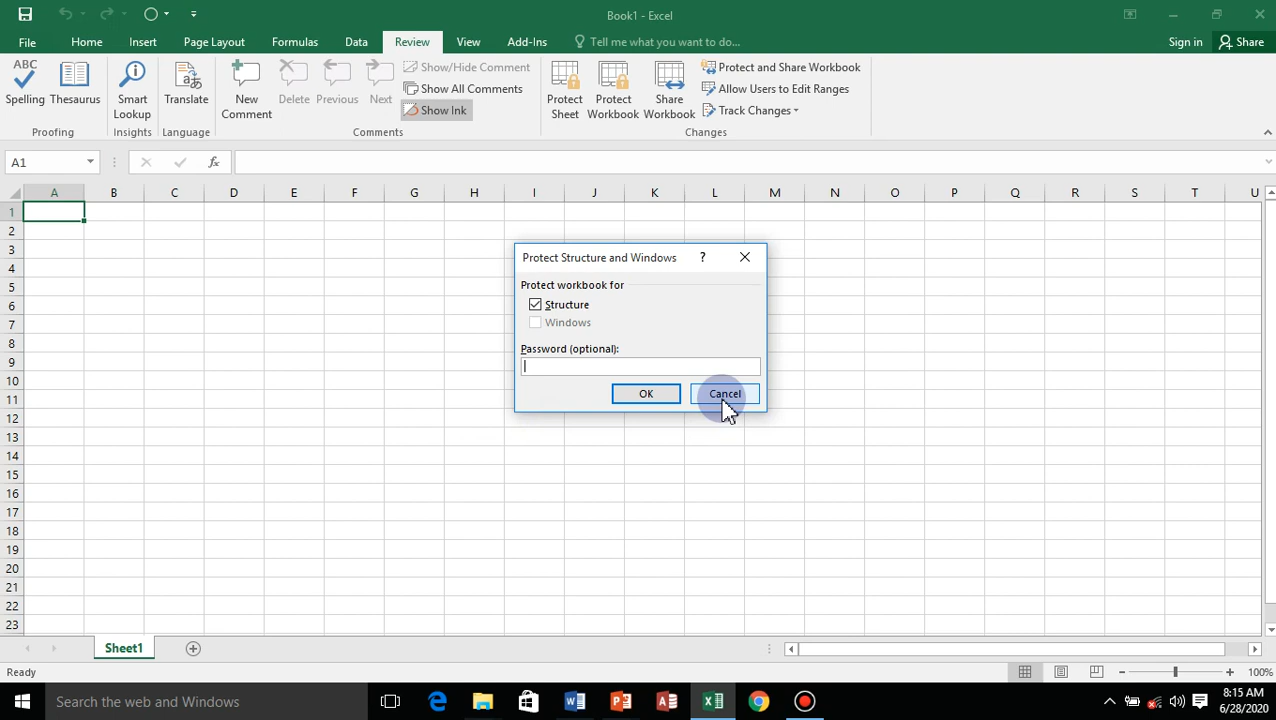 Book1 - Excel
File Home Insert Page Layout Formulas Data Review View Add-Ins Tell me what you want to do... Sign in Share
ABC
Spelling Thesaurus Smart Lookup Translate New Comment Delete Previous Next
Show/Hide Comment
Show All Comments
Show Ink
Protect Sheet Protect Workbook Share Workbook
Protect and Share Workbook
Allow Users to Edit Ranges
Track Changes
Proofing Insights Language Comments Changes
A1 fx
A B C D E F G H I J K L M N O P Q R S T U
1
2
3
4
5
6
7
8
9
10
11
12
13
14
15
16
17
18
19
20
21
22
23
Protect Structure and Windows ?
Protect workbook for
Structure
Windows
Password (optional):
OK Cancel
Sheet1
Ready 100%
Search the web and Windows
8:15 AM
6/28/2020